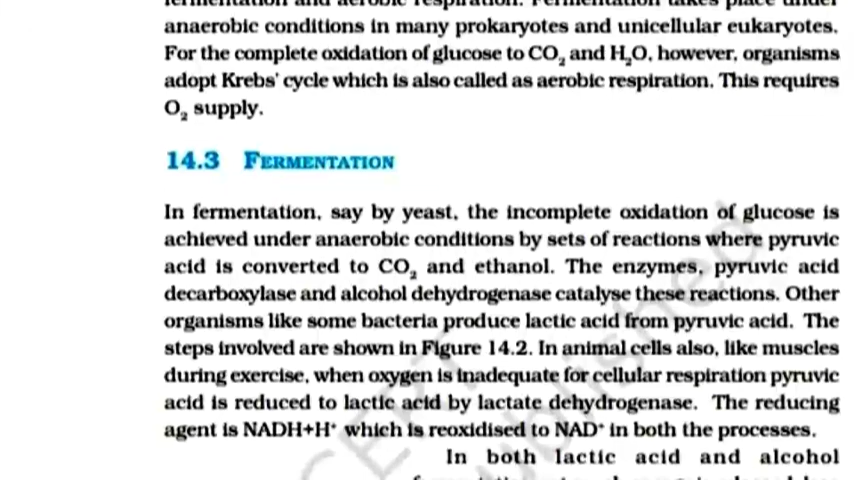 anaerobic conditions in many prokaryotes and unicellular eukaryotes.
For the complete oxidation of glucose to CO₂ and H₂O, however, organisms
adopt Krebs' cycle which is also called as aerobic respiration. This requires
O₂ supply.
14.3 FERMENTATION
In fermentation, say by yeast, the incomplete oxidation of glucose is
achieved under anaerobic conditions by sets of reactions where pyruvic
acid is converted to CO₂ and ethanol. The enzymes, pyruvic acid
decarboxylase and alcohol dehydrogenase catalyse these reactions. Other
organisms like some bacteria produce lactic acid from pyruvic acid. The
steps involved are shown in Figure 14.2. In animal cells also, like muscles
during exercise, when oxygen is inadequate for cellular respiration pyruvic
acid is reduced to lactic acid by lactate dehydrogenase. The reducing
agent is NADH+H⁺ which is reoxidised to NAD⁺ in both the processes.
In both lactic acid and alcohol